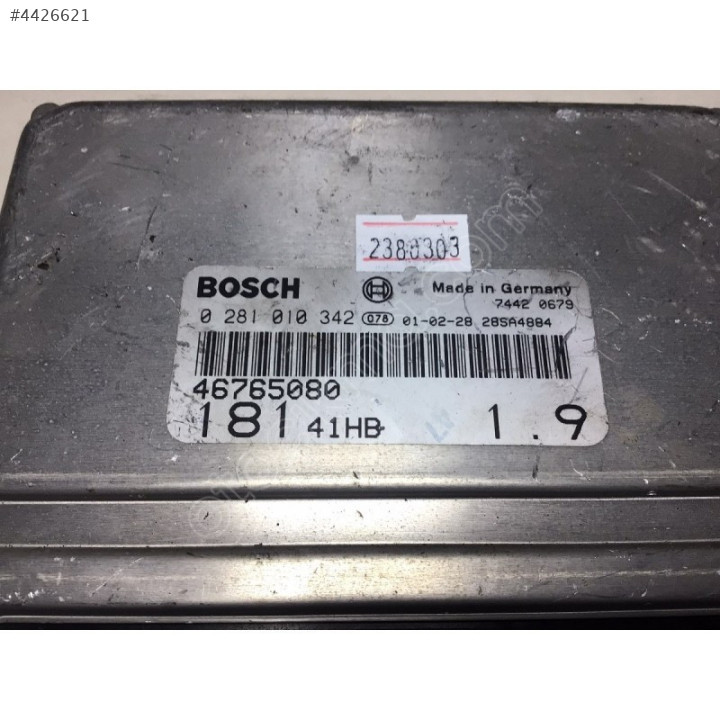 #4426621
2380303
BOSCH Made in Germany
7442 0679
0 281 010 342 078 01-02-28 28SA4884
46765080
181 41HB 1.9